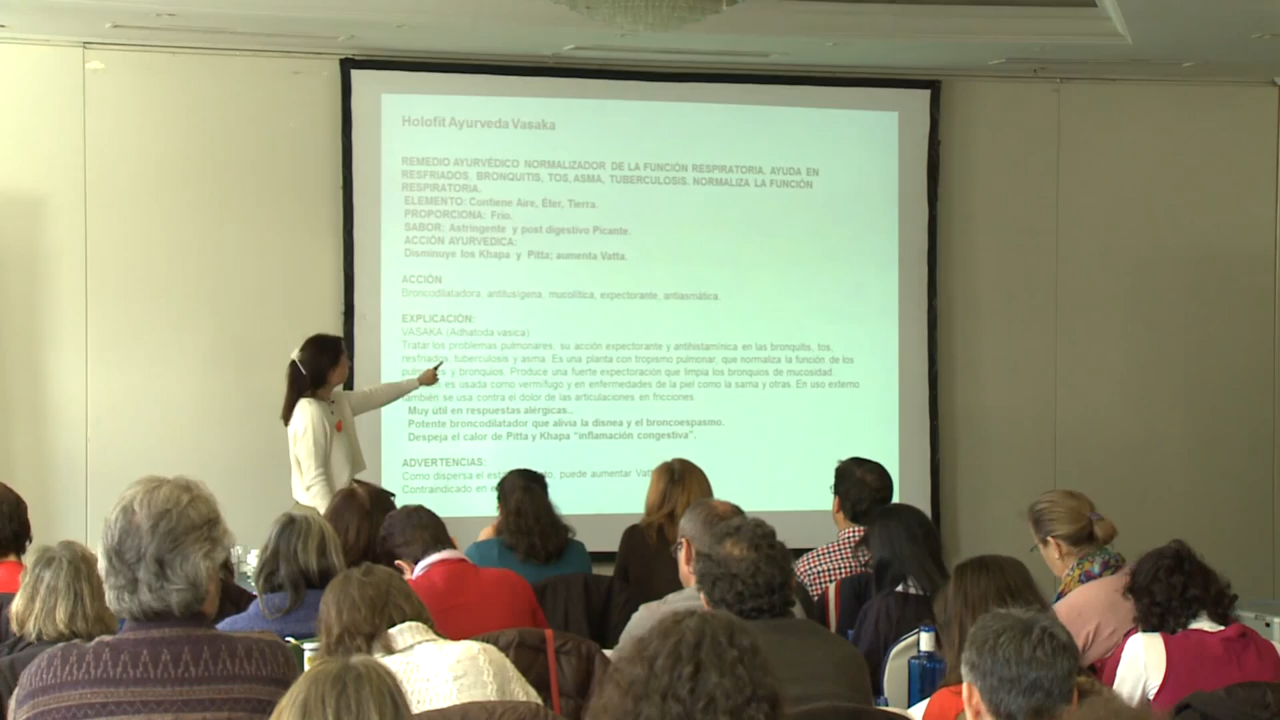 Holofit Ayurveda Vasaka
REMEDIO AYURVÉDICO NORMALIZADOR DE LA FUNCIÓN RESPIRATORIA. AYUDA EN
RESFRIADOS, BRONQUITIS, TOS, ASMA, TUBERCULOSIS. NORMALIZA LA FUNCIÓN
RESPIRATORIA.
ELEMENTO: Contiene Aire, Éter, Tierra.
PROPORCIONA: Frio.
SABOR: Astringente y post digestivo Picante.
ACCIÓN AYURVEDICA:
Disminuye los Khapa y Pitta; aumenta Vatta.
ACCIÓN
Broncodilatadora, antitusígena, mucolítica, expectorante, antiasmática.
EXPLICACIÓN:
VASAKA (Adhatoda vasica)
Tratar los problemas pulmonares, su acción expectorante y antihistamínica en las bronquitis, tos,
resfriados, tuberculosis y asma. Es una planta con tropismo pulmonar, que normaliza la función de los
y bronquios. Produce una fuerte expectoración que limpia los bronquios de mucosidad.
es usada como vermífugo y en enfermedades de la piel como la sarna y otras. En uso externo
también se usa contra el dolor de las articulaciones en fricciones.
Muy útil en respuestas alérgicas..
Potente broncodilatador que alivia la disnea y el broncoespasmo.
Despeja el calor de Pitta y Khapa "inflamación congestiva".
ADVERTENCIAS:
Como dispersa el puede aumentar
Contraindicado en